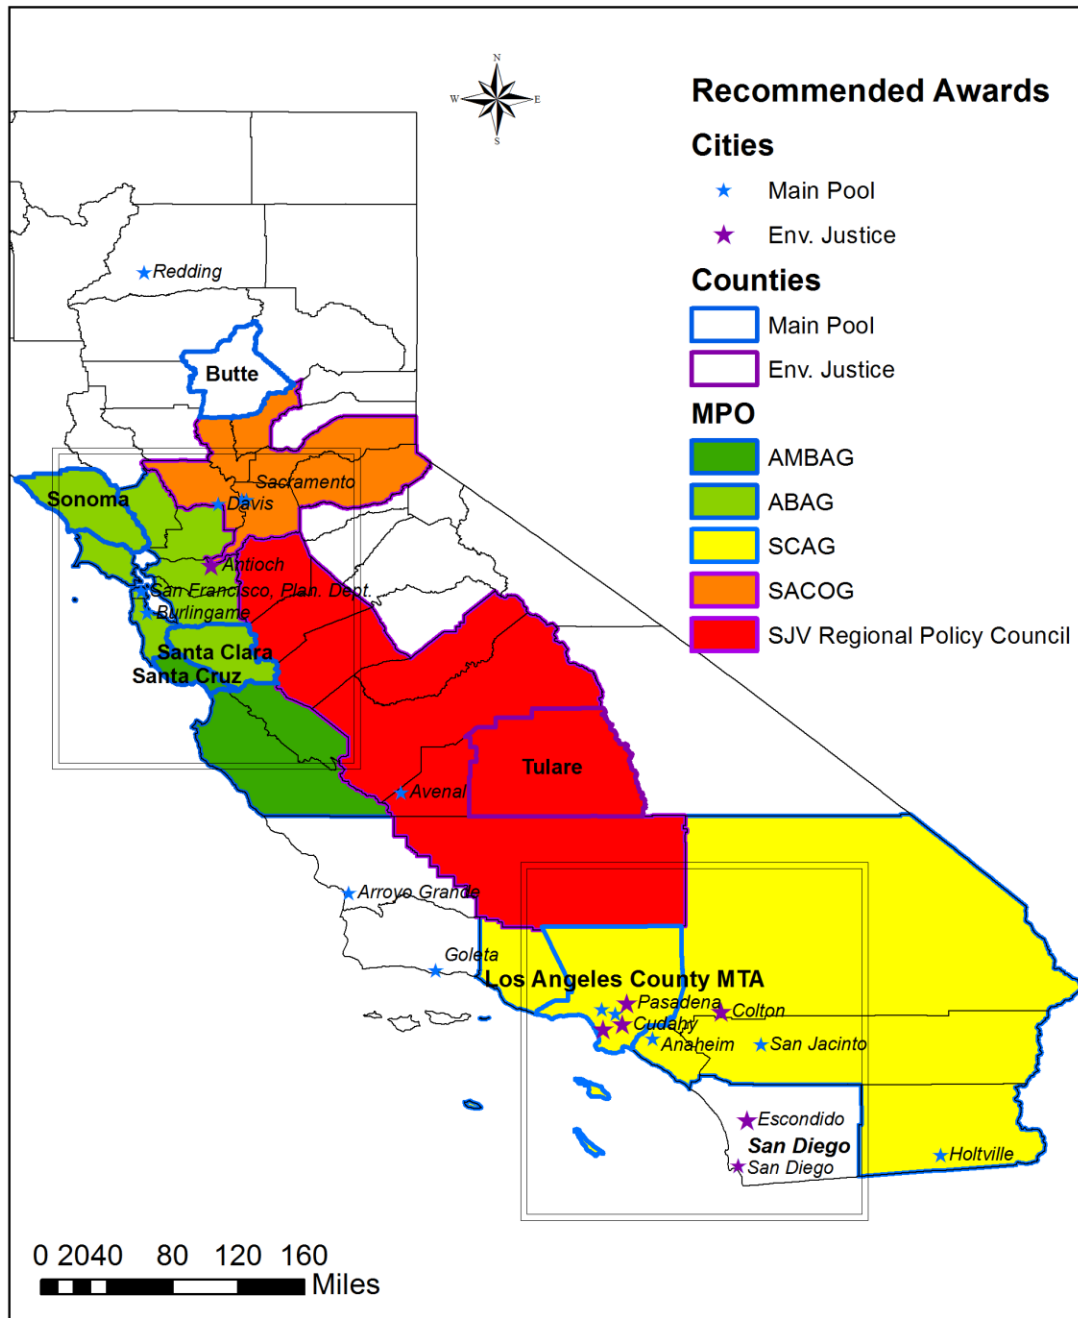 N
W E
S
Recommended Awards
Cities
Main Pool
Env. Justice
Counties
Main Pool
Env. Justice
MPO
AMBAG
ABAG
SCAG
SACOG
SJV Regional Policy Council
Redding
Butte
Sacramento
Davis
Sonoma
Antioch
San Francisco, Plan. Dept.
Burlingame
Santa Clara
Santa Cruz
Tulare
Avenal
Arroyo Grande
Goleta
Los Angeles County MTA
Pasadena
Colton
Cudahy
Anaheim
San Jacinto
Escondido
San Diego
San Diego
Holtville
0 20 40 80 120 160
Miles